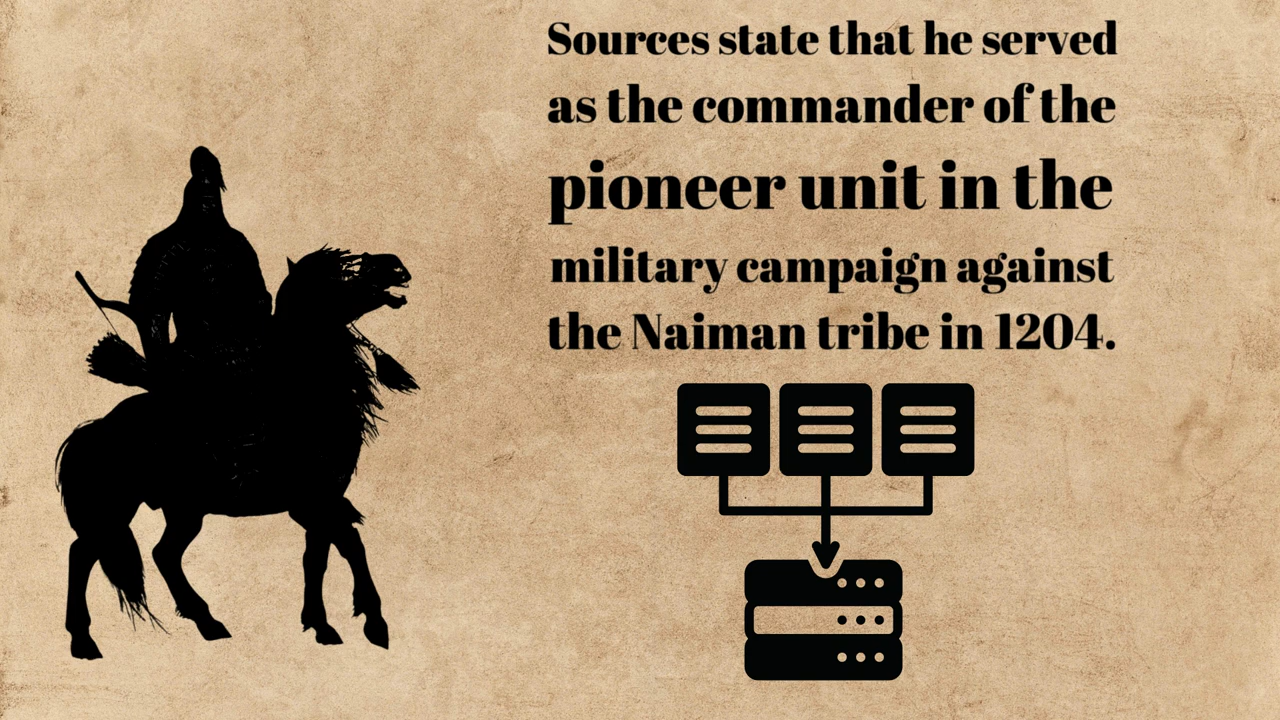 Sources state that he served
as the commander of the
pioneer unit in the
military campaign against
the Naiman tribe in 1204.